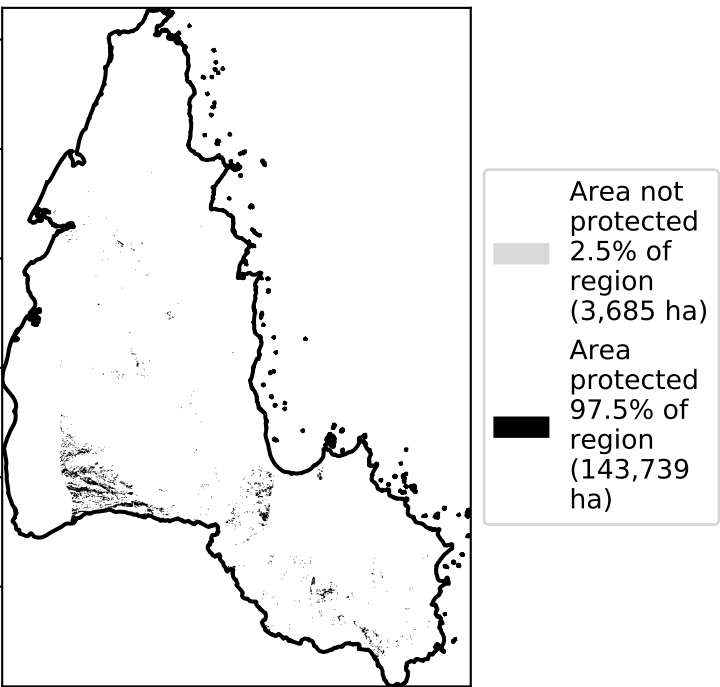 Area not
protected
2.5% of
region
(3,685 ha)
Area
protected
97.5% of
region
(143,739
ha)